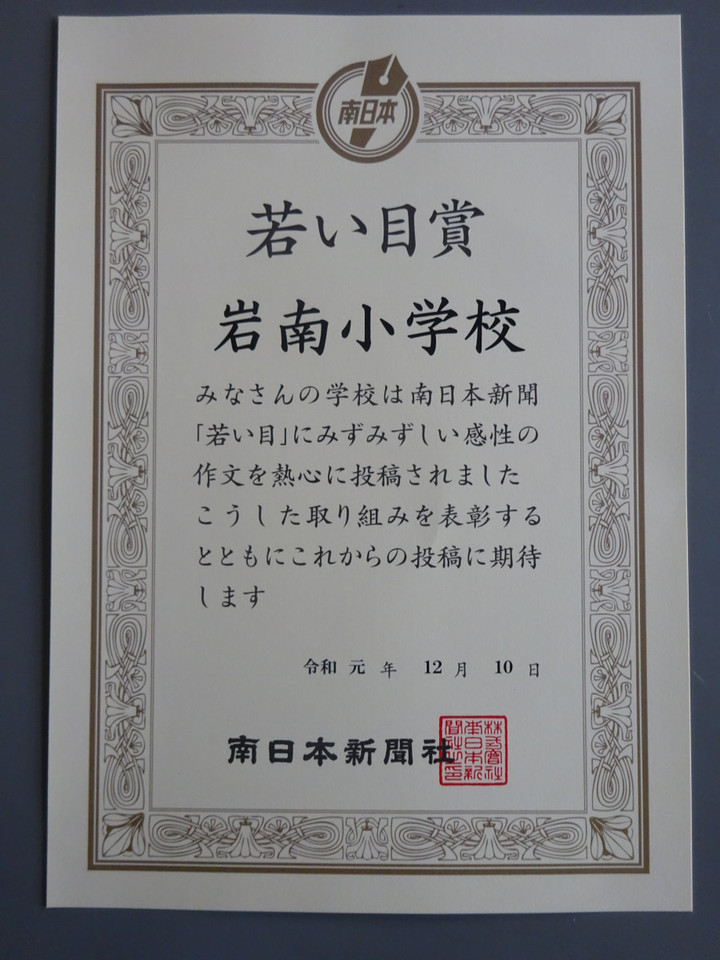 南日本
若い目賞
岩南小学校
みなさんの学校は南日本新聞
「若い目」にみずみずしい感性の
作文を熱心に投稿されました
こうした取り組みを表彰する
とともにこれからの投稿に期待
します
令和 元 年 12 月 10 日
南日本新聞社